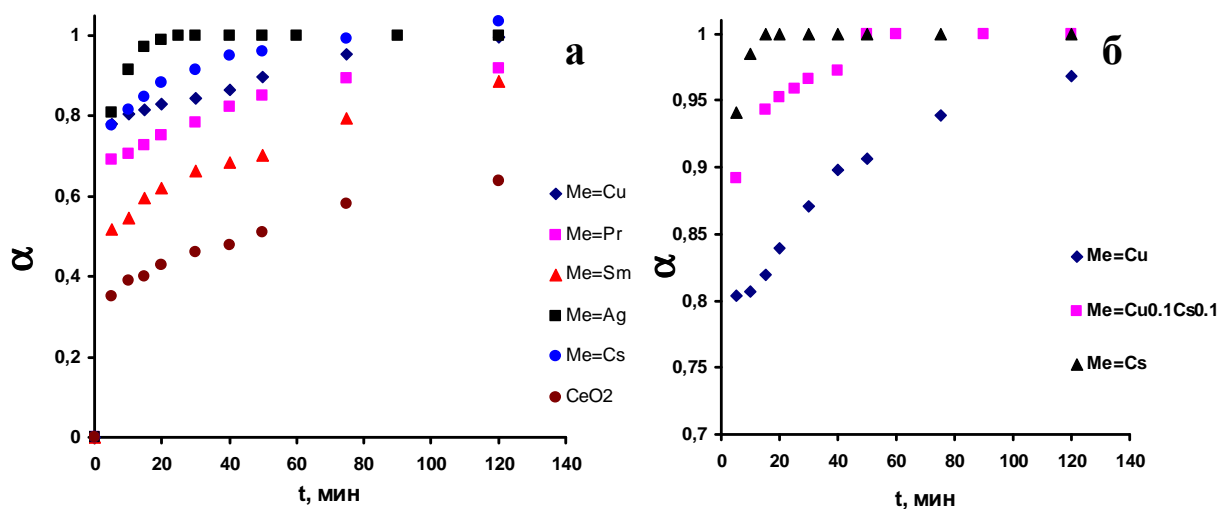 а
α
1
0,8
0,6
0,4
0,2
0
0 20 40 60 80 100 120 140
t, мин
Me=Cu
Me=Pr
Me=Sm
Me=Ag
Me=Cs
CeO2
б
α
1
0,95
0,9
0,85
0,8
0,75
0,7
0 20 40 60 80 100 120 140
t, мин
Me=Cu
Me=Cu0.1Cs0.1
Me=Cs